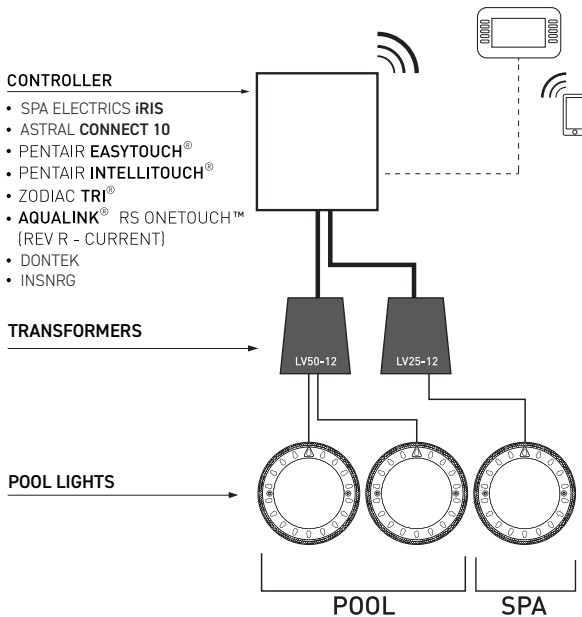 CONTROLLER
• SPA ELECTRICS iRIS
• ASTRAL CONNECT 10
• PENTAIR EASYTOUCH®
• PENTAIR INTELLITOUCH®
• ZODIAC TRI®
• AQUALINK® RS ONETOUCH™
(REV R - CURRENT)
• DONTEK
• INSNRG
TRANSFORMERS
LV50-12 LV25-12
POOL LIGHTS
POOL SPA